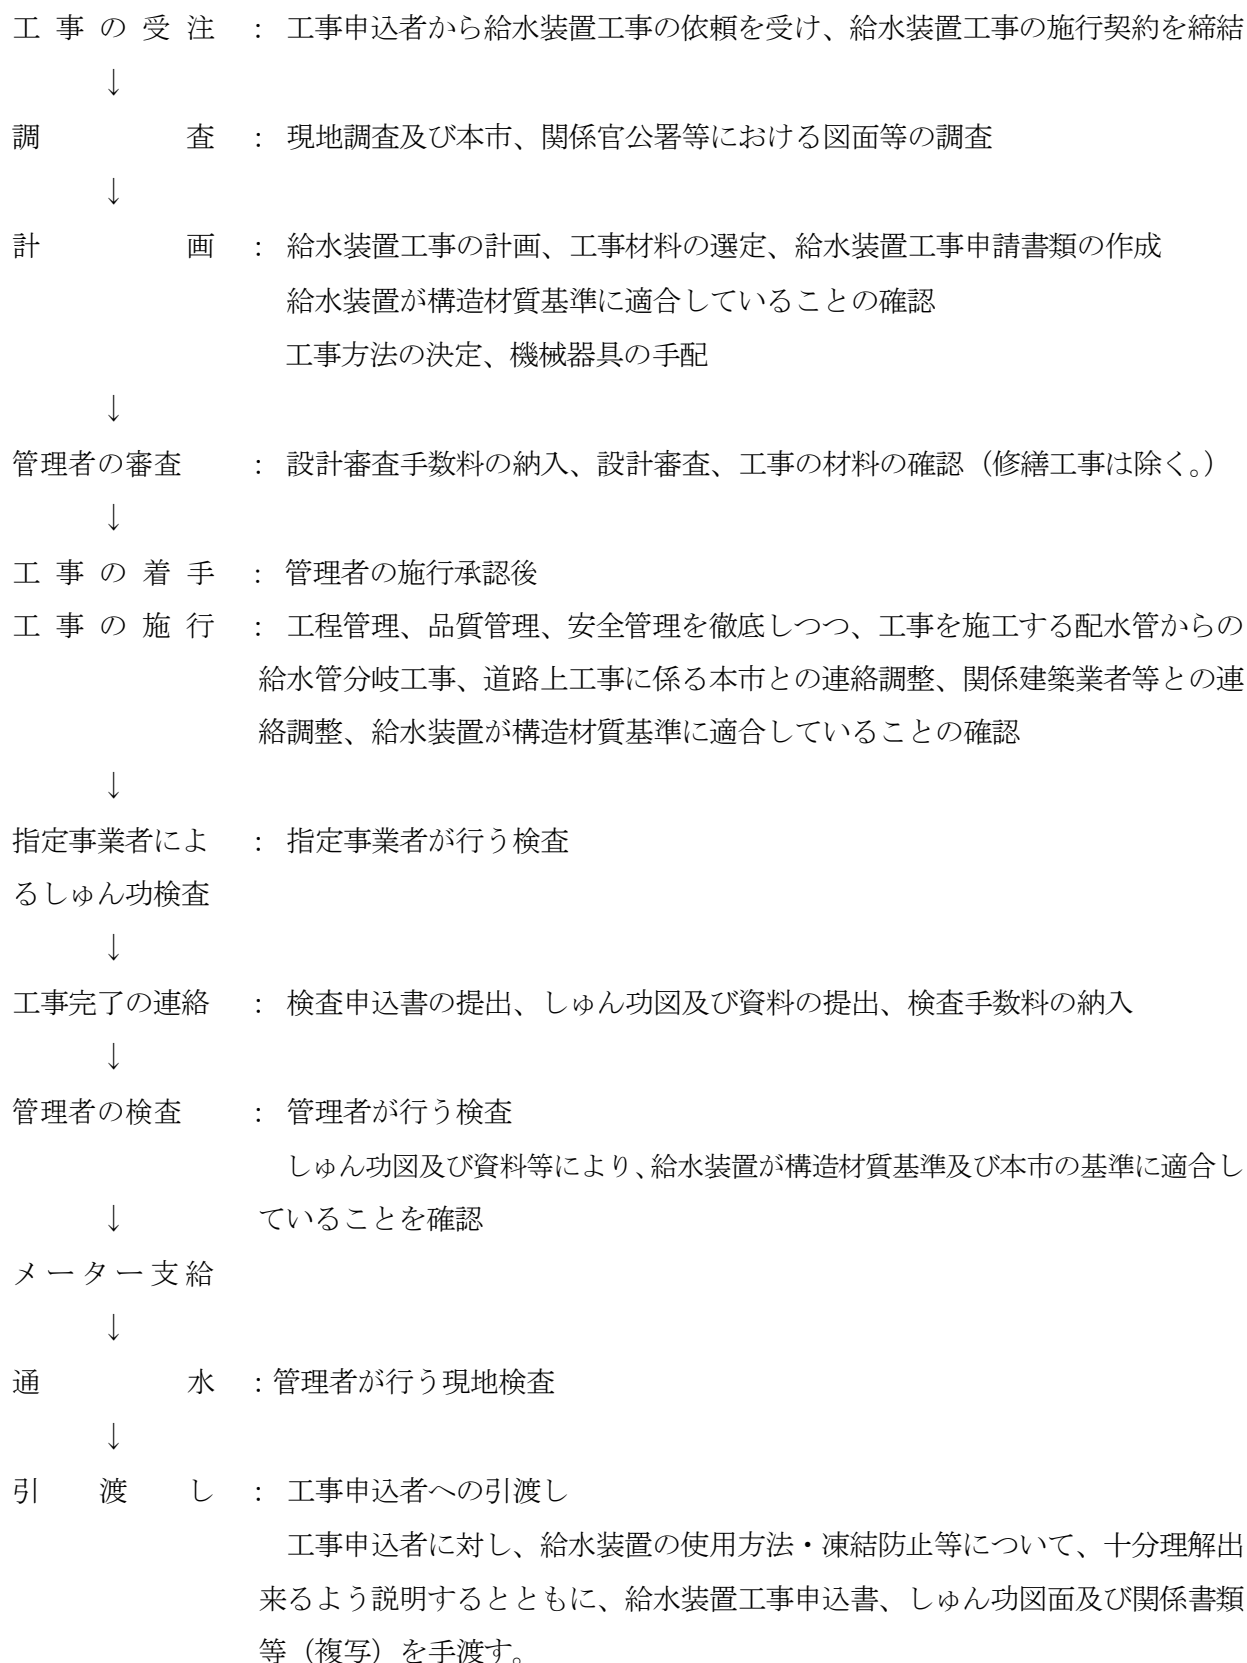 工事の受注 : 工事申込者から給水装置工事の依頼を受け、給水装置工事の施行契約を締結
↓
調査 : 現地調査及び本市、関係官公署等における図面等の調査
↓
計画 : 給水装置工事の計画、工事材料の選定、給水装置工事申請書類の作成
給水装置が構造材質基準に適合していることの確認
工事方法の決定、機械器具の手配
↓
管理者の審査 : 設計審査手数料の納入、設計審査、工事の材料の確認（修繕工事は除く。）
↓
工事の着手 : 管理者の施行承認後
工事の施行 : 工程管理、品質管理、安全管理を徹底しつつ、工事を施工する配水管からの
給水管分岐工事、道路上工事に係る本市との連絡調整、関係建築業者等との連
絡調整、給水装置が構造材質基準に適合していることの確認
↓
指定事業者によ : 指定事業者が行う検査
るしゅん功検査
↓
工事完了の連絡 : 検査申込書の提出、しゅん功図及び資料の提出、検査手数料の納入
↓
管理者の検査 : 管理者が行う検査
しゅん功図及び資料等により、給水装置が構造材質基準及び本市の基準に適合し
↓ ていることを確認
メーター支給
↓
通水 : 管理者が行う現地検査
↓
引渡し : 工事申込者への引渡し
工事申込者に対し、給水装置の使用方法・凍結防止等について、十分理解出
来るよう説明するとともに、給水装置工事申込書、しゅん功図面及び関係書類
等（複写）を手渡す。